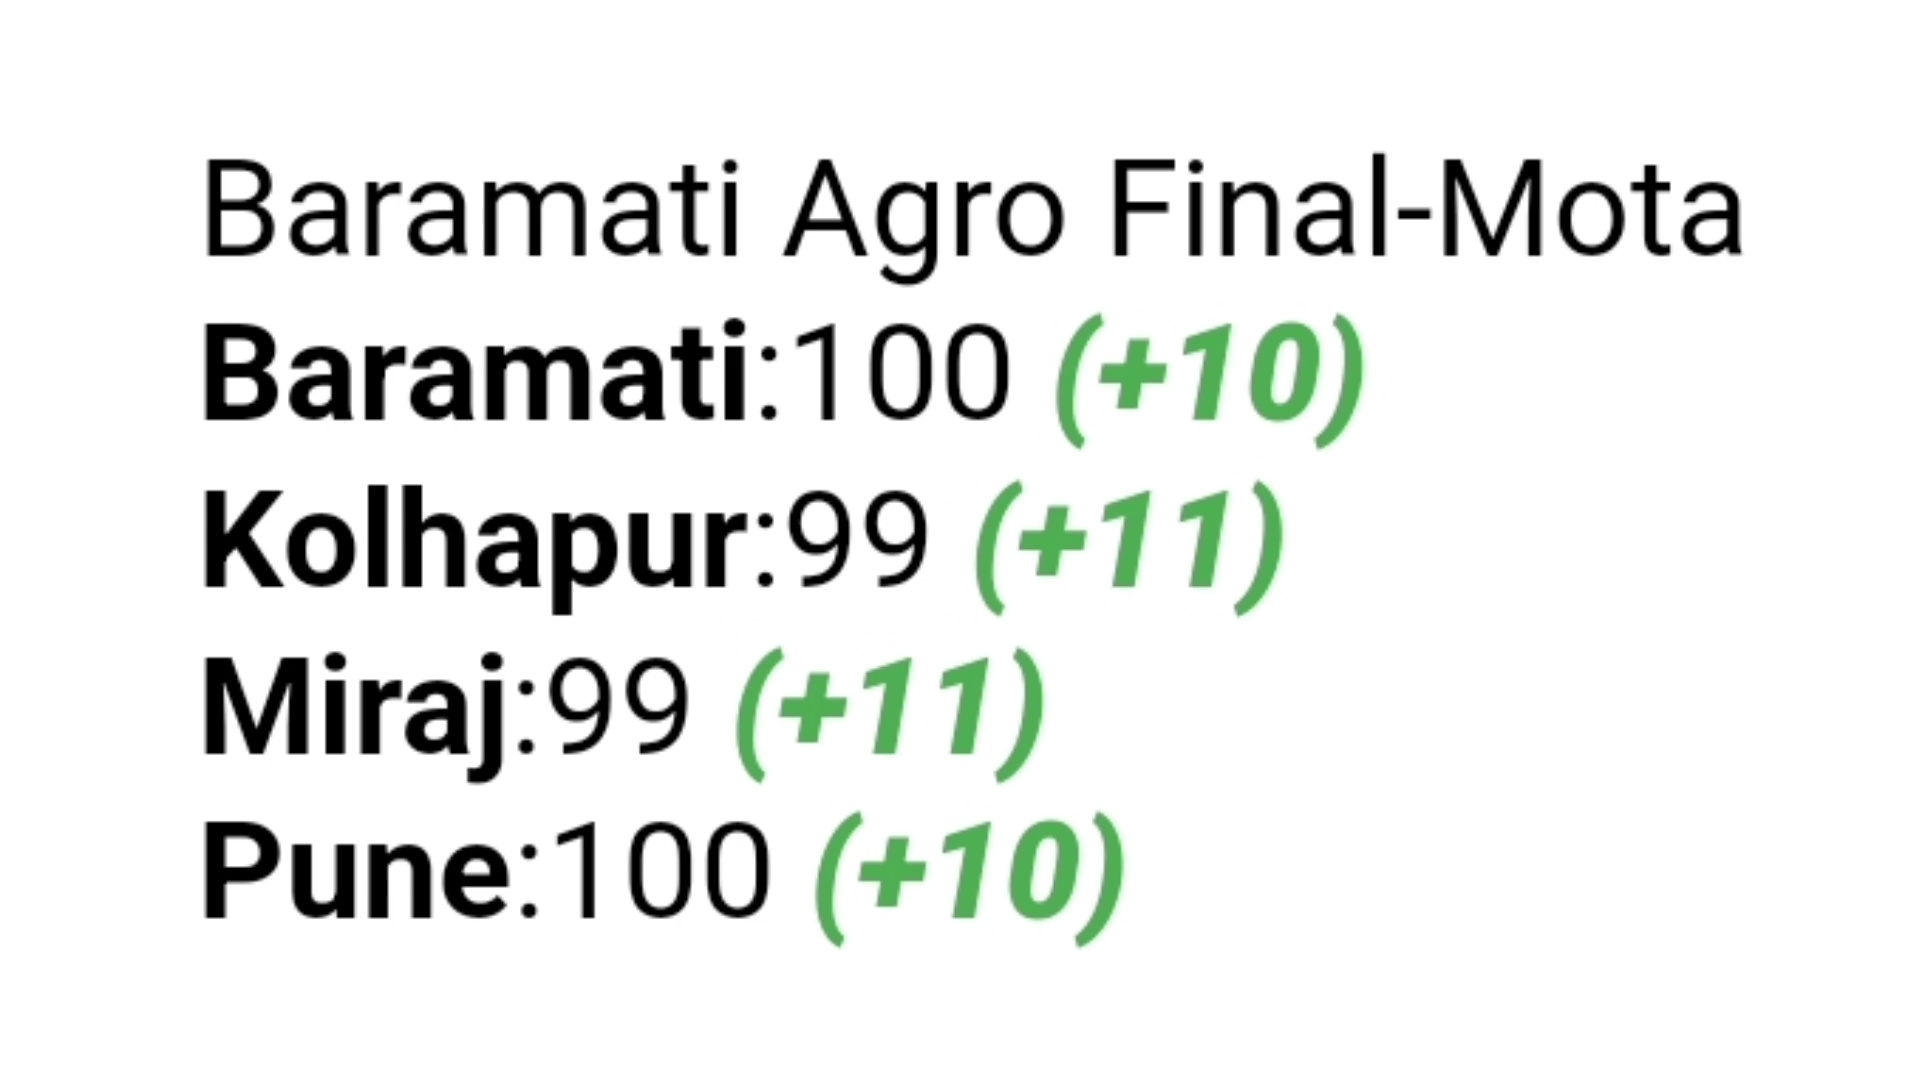 Baramati Agro Final-Mota
Baramati:100 (+10)
Kolhapur:99 (+11)
Miraj:99 (+11)
Pune:100 (+10)